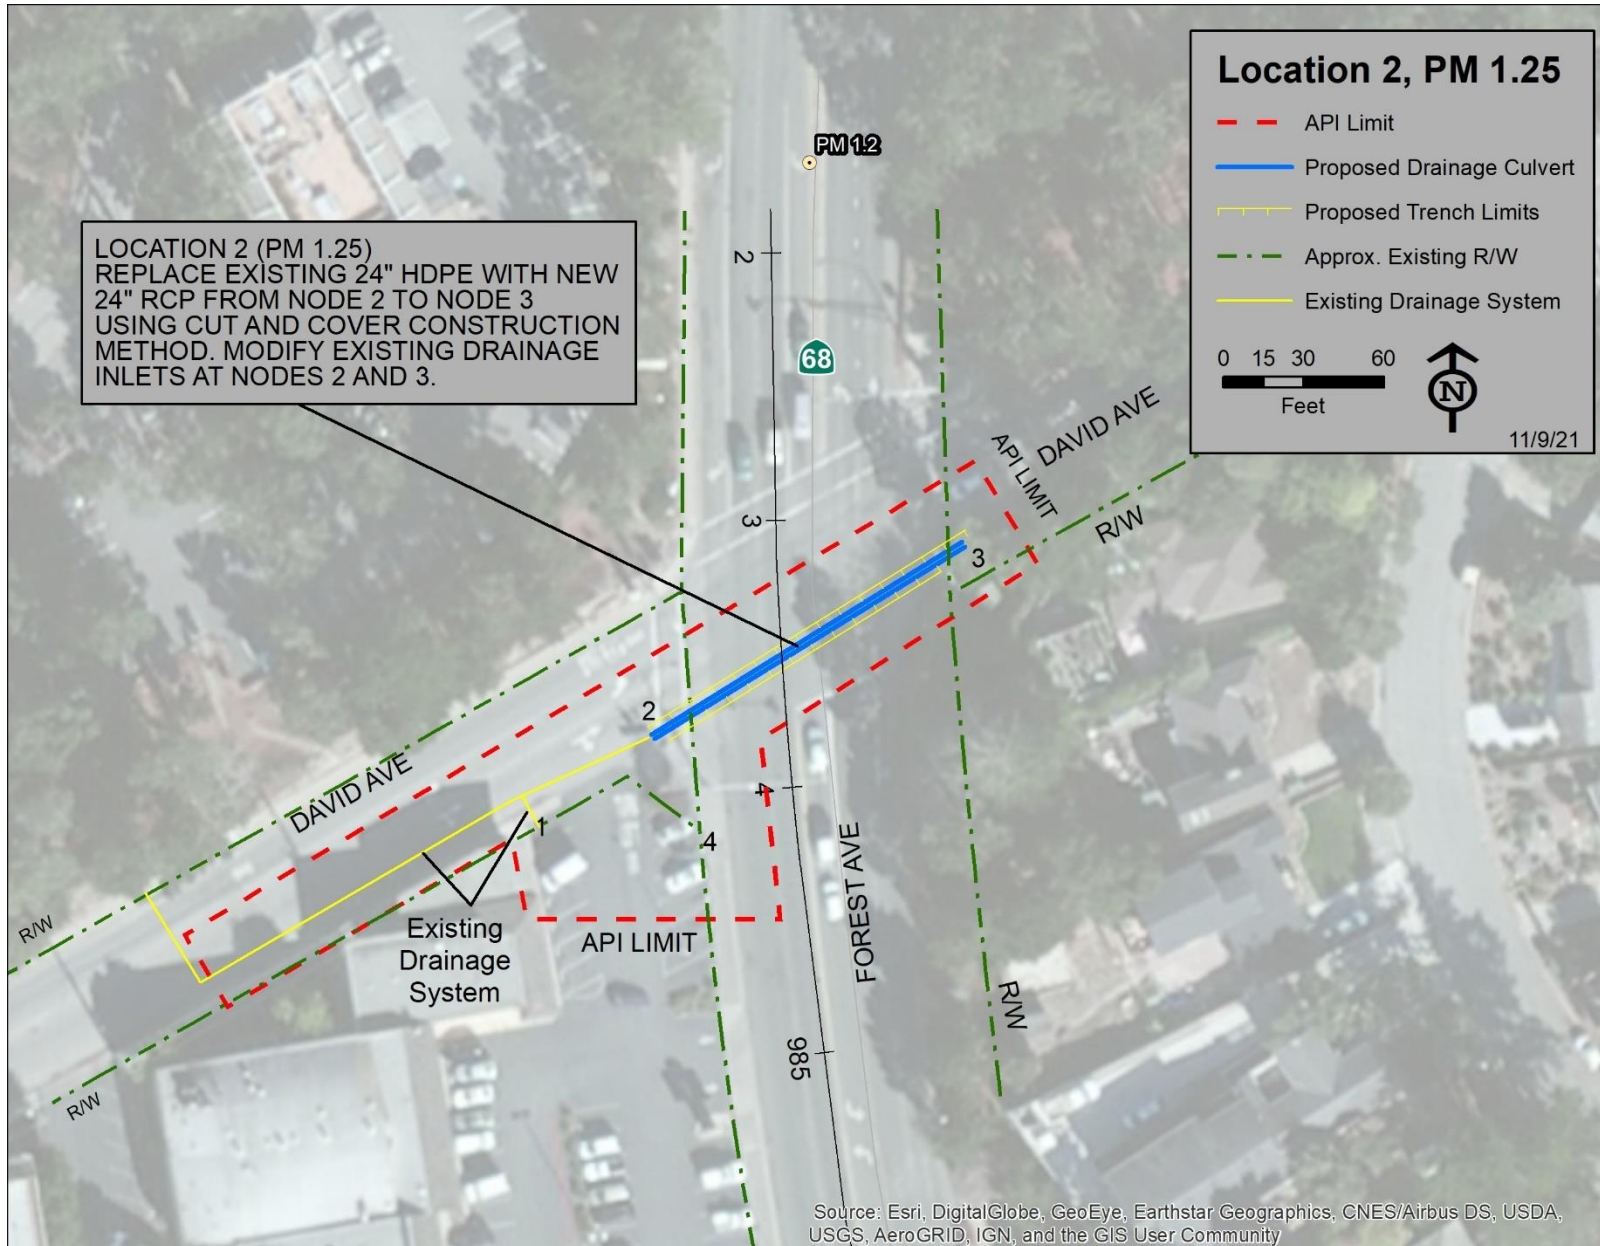 Location 2, PM 1.25
API Limit
Proposed Drainage Culvert
Proposed Trench Limits
Approx. Existing R/W
Existing Drainage System
0 15 30 60
Feet
N
11/9/21
PM 1.2
LOCATION 2 (PM 1.25)
REPLACE EXISTING 24" HDPE WITH NEW
24" RCP FROM NODE 2 TO NODE 3
USING CUT AND COVER CONSTRUCTION
METHOD. MODIFY EXISTING DRAINAGE
INLETS AT NODES 2 AND 3.
2
68
DAVID AVE
API LIMIT
3
R/W
3
2
DAVID AVE
4
1
4
FOREST AVE
R/W
Existing
Drainage
System
API LIMIT
R/W
985
R/W
Source: Esri, DigitalGlobe, GeoEye, Earthstar Geographics, CNES/Airbus DS, USDA,
USGS, AeroGRID, IGN, and the GIS User Community